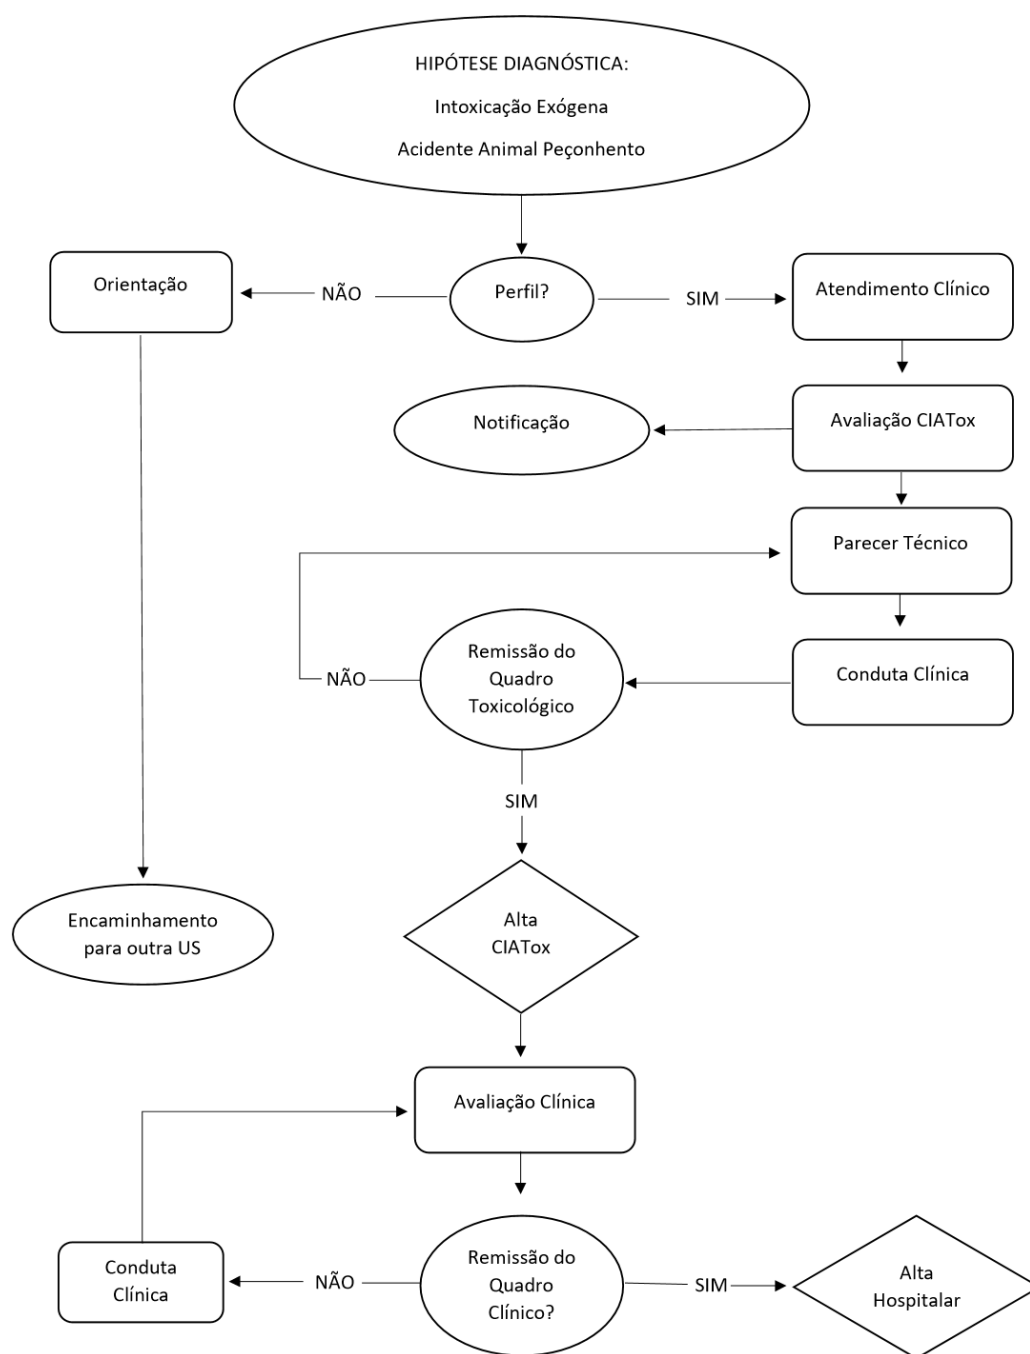 HIPÓTESE DIAGNÓSTICA:
Intoxicação Exógena
Acidente Animal Peçonhento
Orientação
NÃO
Perfil?
SIM
Atendimento Clínico
Notificação
Avaliação CIATox
Parecer Técnico
Remissão do
Quadro
Toxicológico
NÃO
Conduta Clínica
SIM
Encaminhamento
para outra US
Alta
CIATox
Avaliação Clínica
Conduta
Clínica
NÃO
Remissão do
Quadro
Clínico?
SIM
Alta
Hospitalar